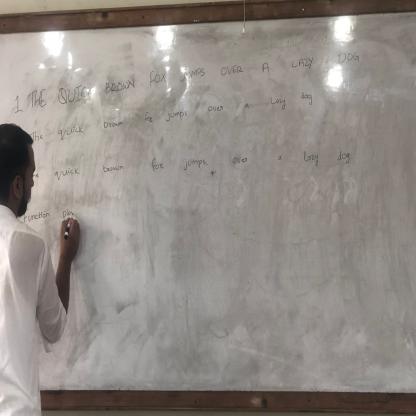 1 THE QUICK BROWN FOX JUMPS OVER A LAZY DOG
The quick brown fox jumps over a lazy dog
quick brown fox jumps over a lazy dog
Function